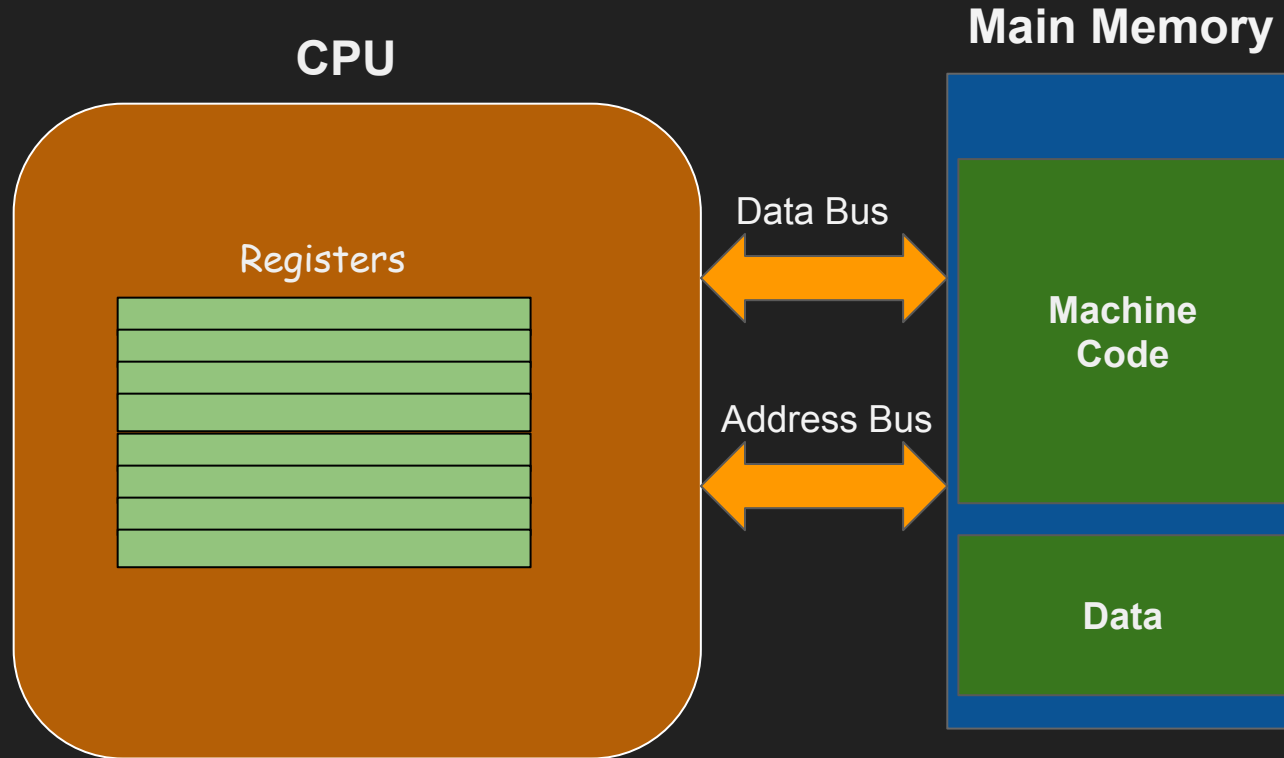 CPU
Main Memory
Registers
Data Bus
Address Bus
Machine
Code
Data